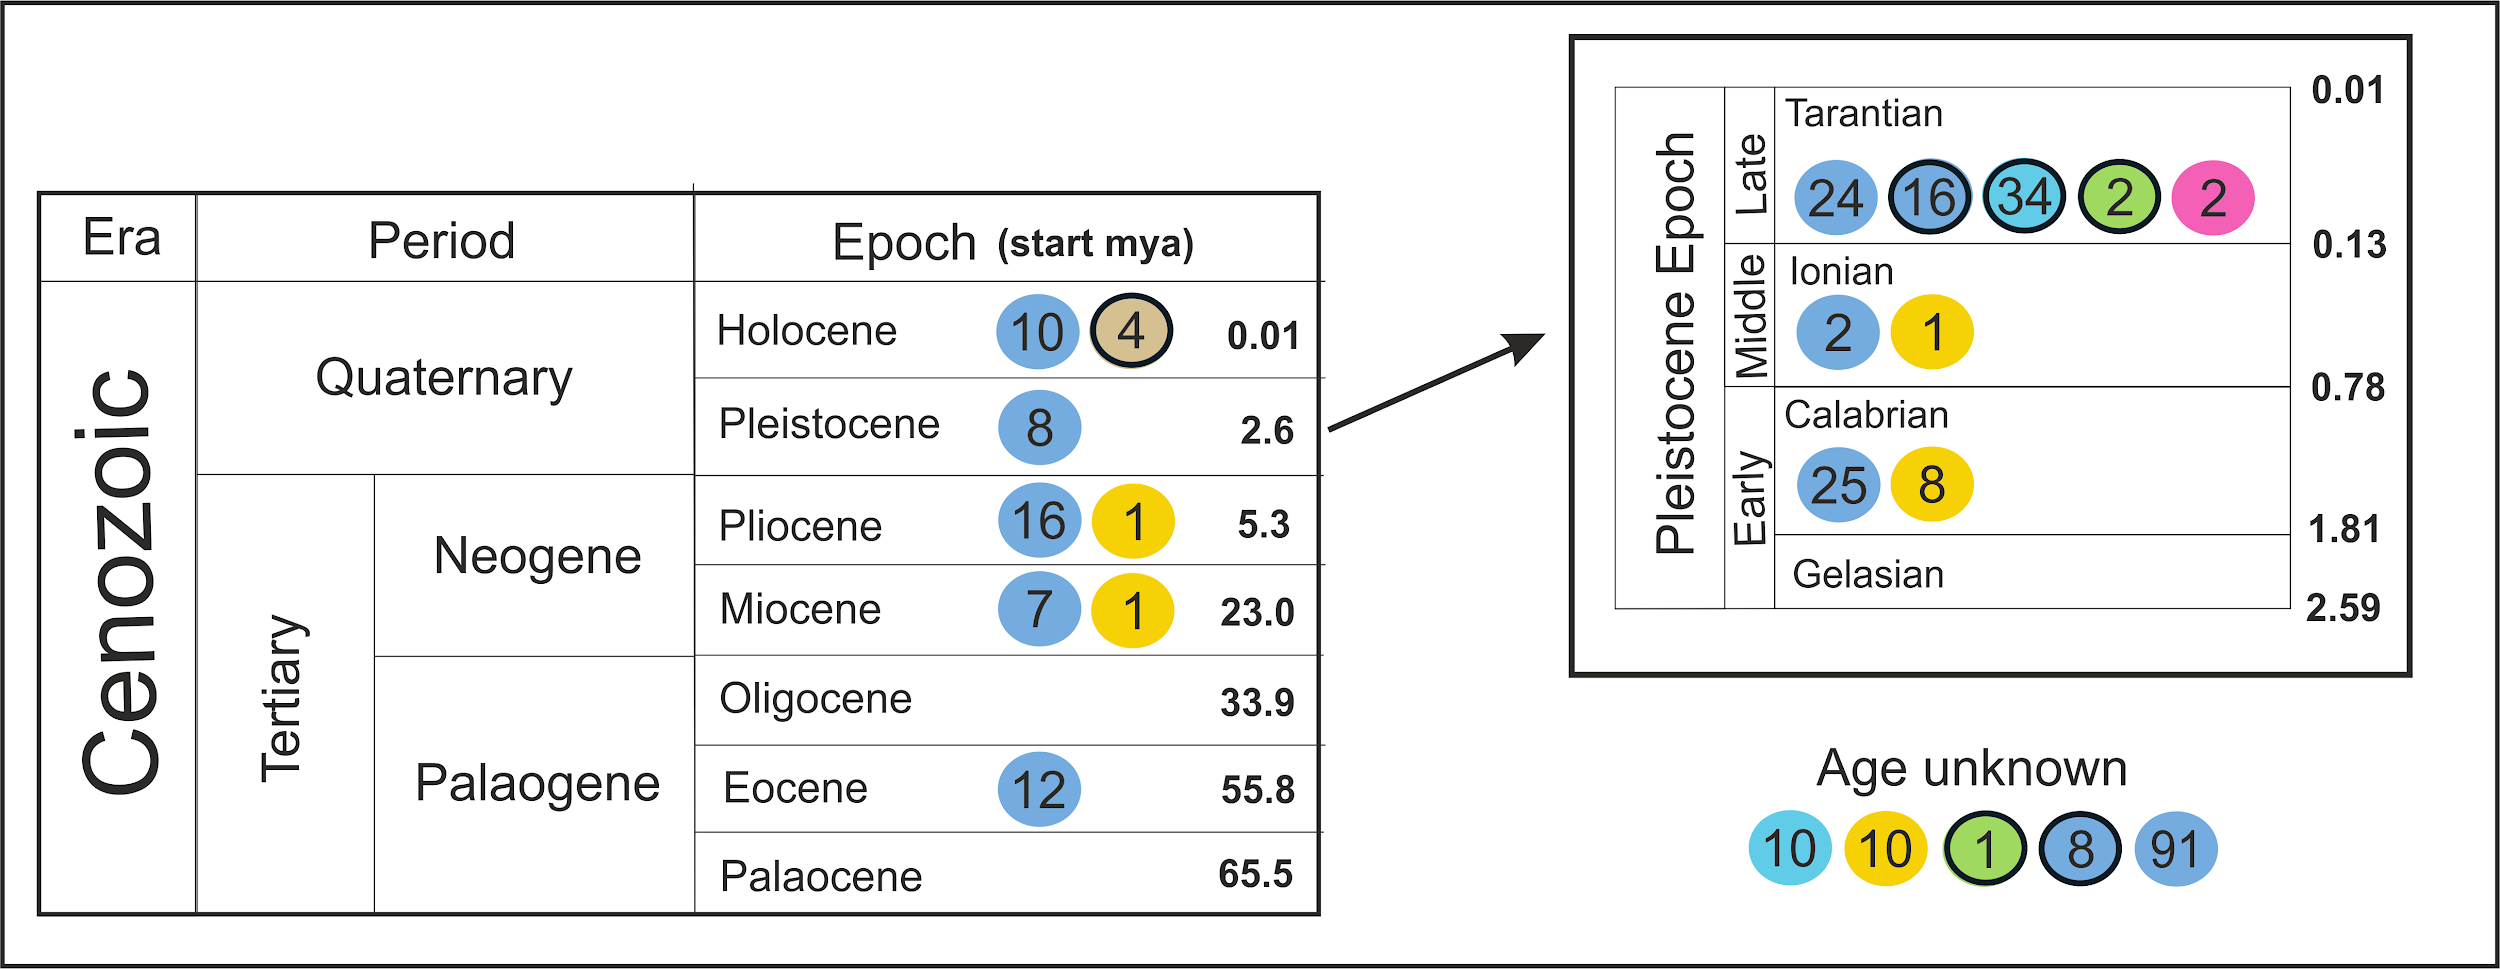 Era Period Epoch (start mya)
Cenozoic
Quaternary
Holocene 10 4 0.01
Pleistocene 8 2.6
Tertiary
Neogene
Pliocene 16 1 5.3
Miocene 7 1 23.0
Palaogene
Oligocene 33.9
Eocene 12 55.8
Palaocene 65.5
Pleistocene Epoch
0.01
Late
Tarantian
24 16 34 2 2
0.13
Middle
Ionian
2 1
0.78
Early
Calabrian
25 8
1.81
Gelasian
2.59
Age unknown
10 10 1 8 91